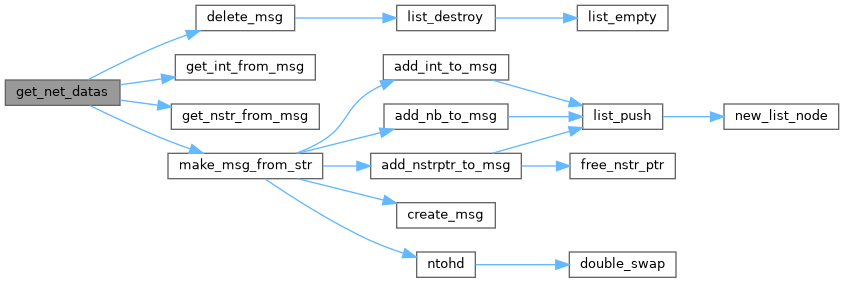 get_net_datas
delete_msg
list_destroy
list_empty
get_int_from_msg
get_nstr_from_msg
make_msg_from_str
add_int_to_msg
add_nb_to_msg
add_nstrptr_to_msg
create_msg
ntohd
list_push
new_list_node
free_nstr_ptr
double_swap